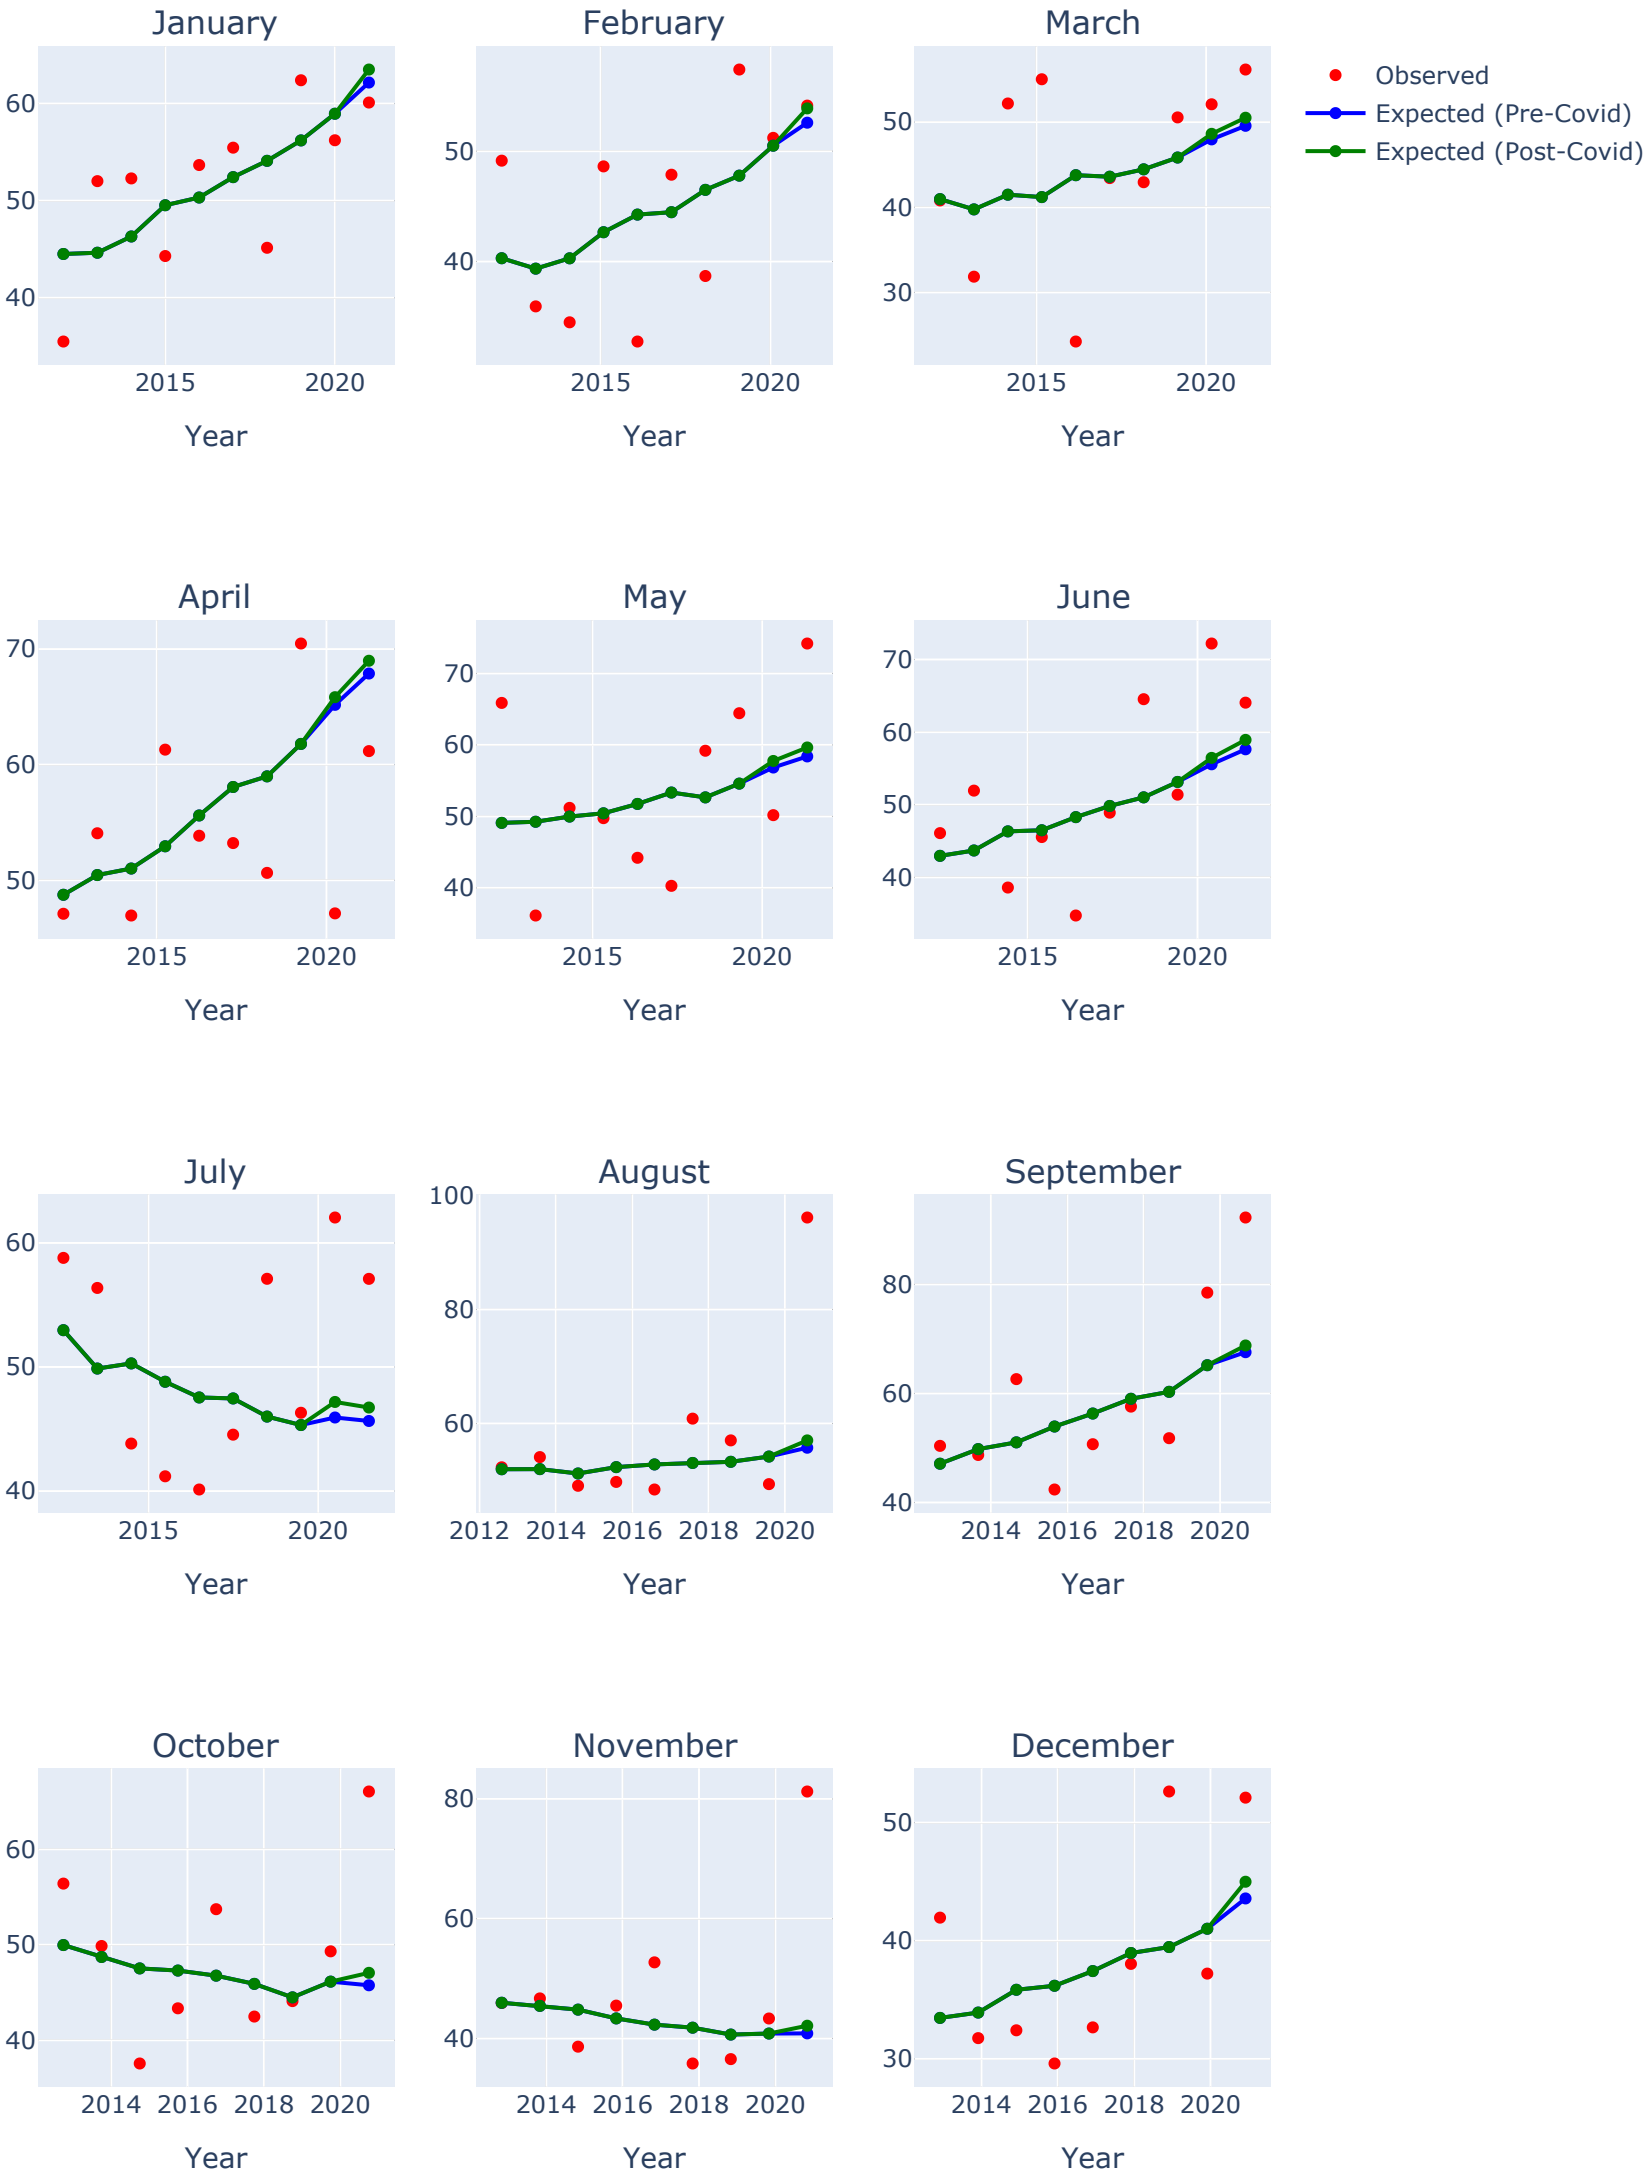 January
February
March
Observed
Expected (Pre-Covid)
Expected (Post-Covid)
60
50
40
2015
2020
Year
50
40
2015
2020
Year
50
40
30
2015
2020
Year
April
May
June
70
60
50
2015
2020
Year
70
60
50
40
2015
2020
Year
70
60
50
40
2015
2020
Year
July
August
September
60
50
40
2015
2020
Year
100
80
60
2012
2014
2016
2018
2020
Year
80
60
40
2014
2016
2018
2020
Year
October
November
December
60
50
40
2014
2016
2018
2020
Year
80
60
40
2014
2016
2018
2020
Year
50
40
30
2014
2016
2018
2020
Year